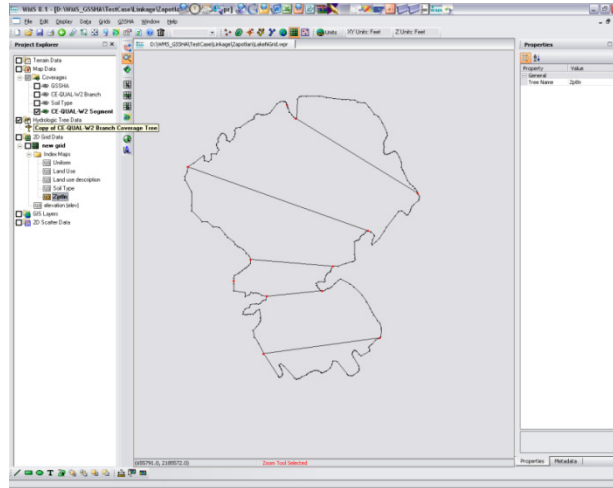 WMS 8.1 - [D:\WMS_GSSHA\TestCase\Linkage\Zapotlan
File Edit Display Data Grids GSSHA Window Help
Units XY Units: Feet Z Units: Feet
Project Explorer
D:\WMS_GSSHA\TestCase\Linkage\Zapotlan\LakeNGrid.wpr
Properties
Terrain Data
Map Data
Coverages
GSSHA
CE-QUAL-W2 Branch
Soil Type
CE-QUAL-W2 Segment
Hydrologic Tree Data
Copy of CE-QUAL-W2 Branch Coverage Tree
2D Grid Data
new grid
Index Maps
Uniform
Land Use
Land use description
Soil Type
Zptln
elevation (elev)
GIS Layers
2D Scatter Data
Property Value
General
Tree Name Zptln
Zoom Tool Selected
Properties Metadata